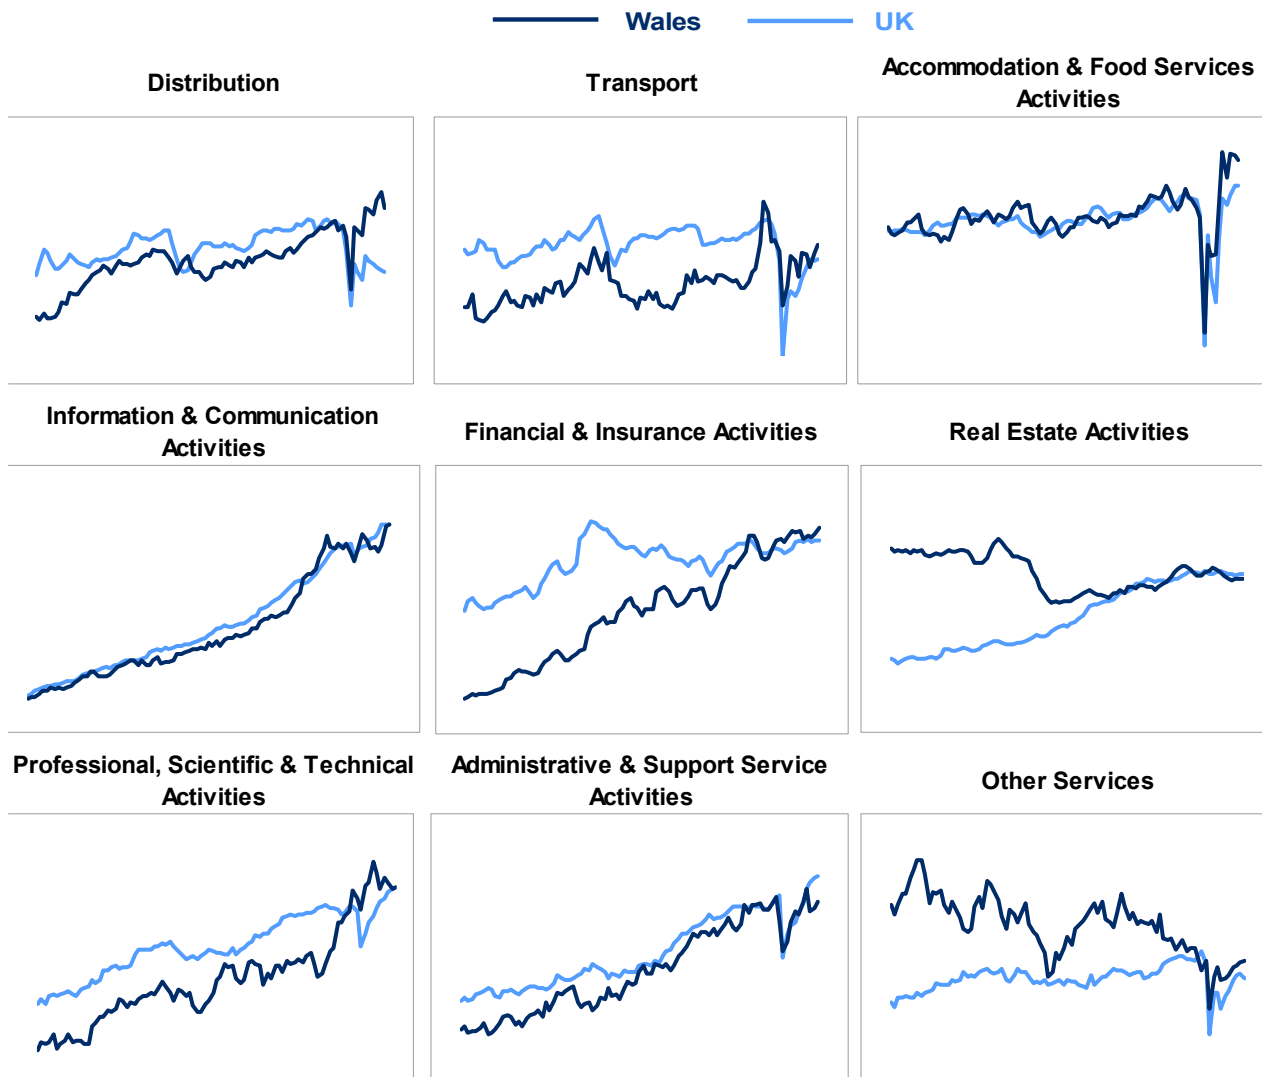 Wales UK
Distribution
Transport
Accommodation & Food Services
Activities
Information & Communication
Activities
Financial & Insurance Activities
Real Estate Activities
Professional, Scientific & Technical
Activities
Administrative & Support Service
Activities
Other Services